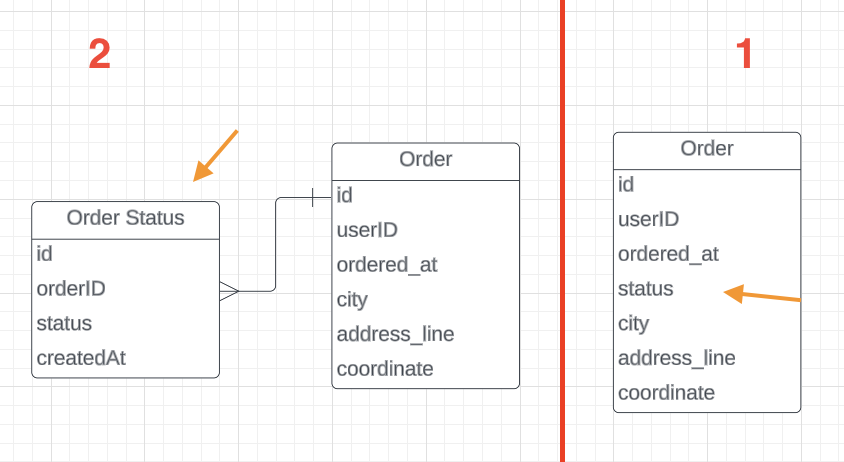 2
Order Status
id
orderID
status
createdAt
Order
id
userID
ordered_at
city
address_line
coordinate
1
Order
id
userID
ordered_at
status
city
address_line
coordinate